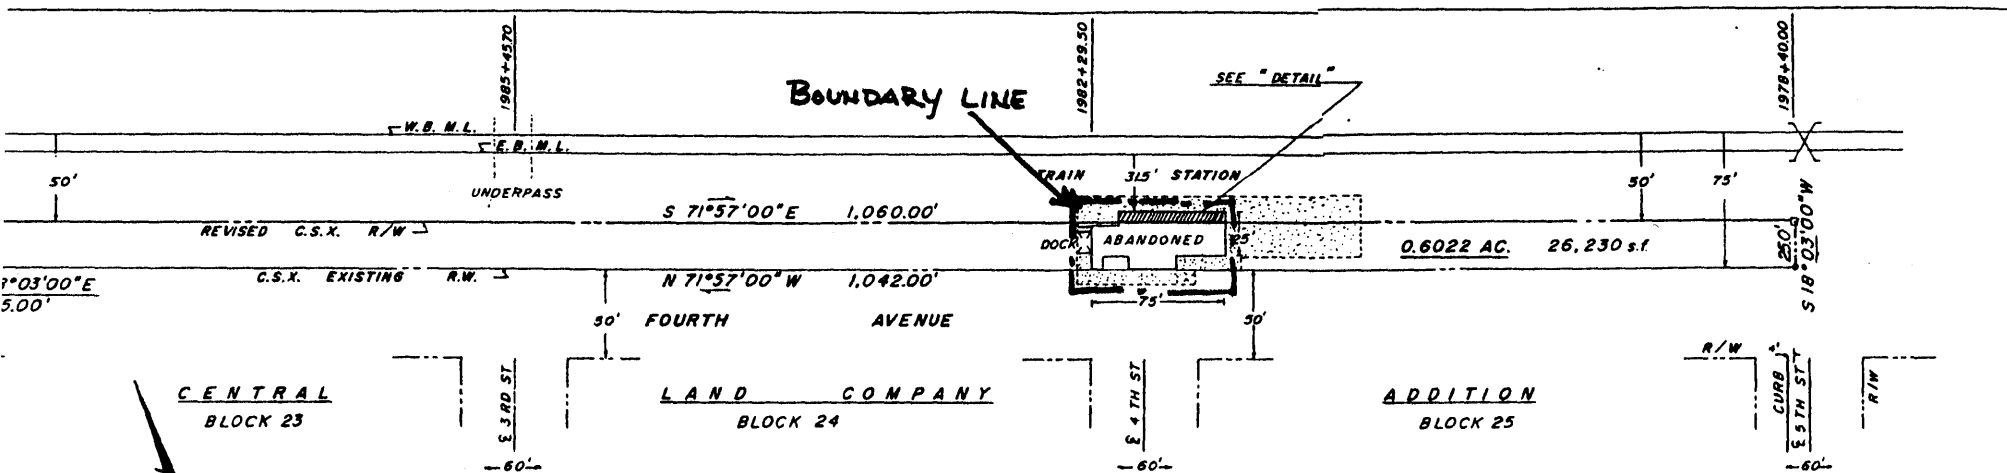 1985+45.70
1982+29.50
1978+40.00
BOUNDARY LINE
SEE "DETAIL"
W.B. M.L.
E.B. M.L.
UNDERPASS
50'
TRAIN 31.5' STATION
50' 75'
S 71°57'00"E 1,060.00'
REVISED C.S.X. R/W
DOCK ABANDONED 25'
0.6022 AC. 26,230 s.f.
25.0'
S 18°03'00"W
C.S.X. EXISTING R.W.
N 71°57'00"W 1,042.00'
°03'00"E
5.00'
75'
50' FOURTH AVENUE 50'
R/W
4'
CENTRAL LAND COMPANY ADDITION
BLOCK 23 BLOCK 24 BLOCK 25
3RD ST
4TH ST
CURB
5TH ST
R/W
60' 60' 60'